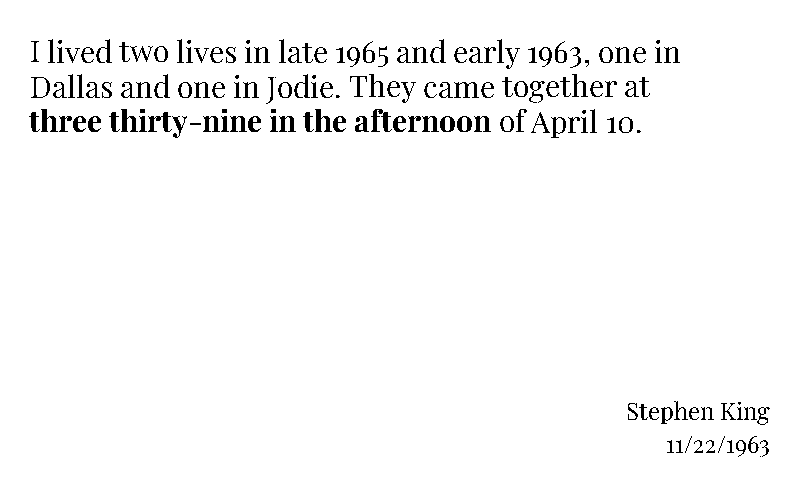 I lived two lives in late 1965 and early 1963, one in
Dallas and one in Jodie. They came together at
three thirty-nine in the afternoon of April 10.
Stephen King
11/22/1963